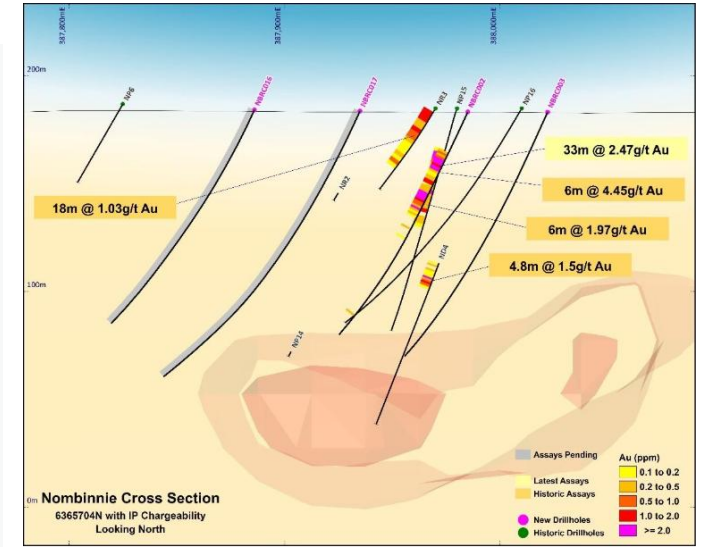 387,800mE
387,900mE
388,000mE
200m
NP6
NBRC016
NBRC017
NR3
NP15
NBRC002
NP16
NBRC003
33m @ 2.47g/t Au
6m @ 4.45g/t Au
18m @ 1.03g/t Au
NR2
6m @ 1.97g/t Au
ND4
4.8m @ 1.5g/t Au
100m
NP14
Assays Pending
Latest Assays
Historic Assays
New Drillholes
Historic Drillholes
Au (ppm)
0.1 to 0.2
0.2 to 0.5
0.5 to 1.0
1.0 to 2.0
>= 2.0
0m
Nombinnie Cross Section
6365704N with IP Chargeability
Looking North